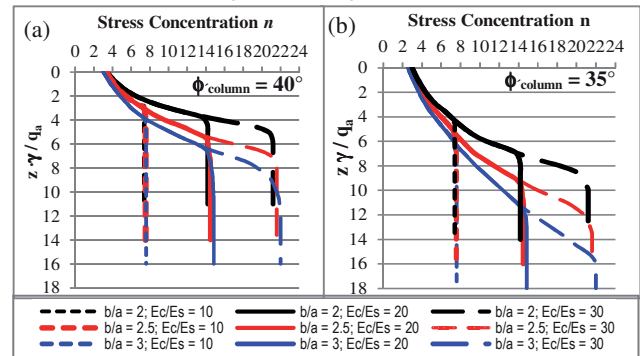 (a)
Stress Concentration n
0 2 4 6 8 10 12 14 16 18 20 22 24
ϕ´column = 40°
z γ / qa
0
2
4
6
8
10
12
14
16
18
(b)
Stress Concentration n
0 2 4 6 8 10 12 14 16 18 20 22 24
ϕ´column = 35°
z γ / qa
0
2
4
6
8
10
12
14
16
18
b/a = 2; Ec/Es = 10
b/a = 2; Ec/Es = 20
b/a = 2; Ec/Es = 30
b/a = 2.5; Ec/Es = 10
b/a = 2.5; Ec/Es = 20
b/a = 2.5; Ec/Es = 30
b/a = 3; Ec/Es = 10
b/a = 3; Ec/Es = 20
b/a = 3; Ec/Es = 30